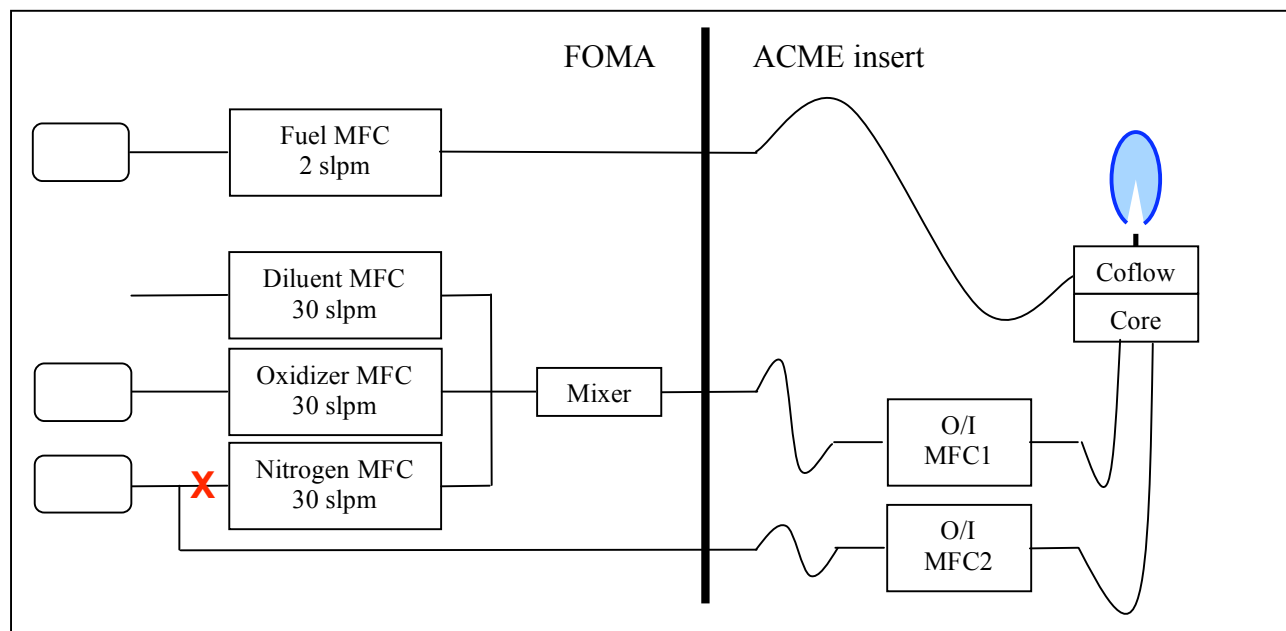 FOMA
ACME insert
Fuel MFC
2 slpm
Diluent MFC
30 slpm
Coflow
Core
Oxidizer MFC
30 slpm
Mixer
O/I
MFC1
X
Nitrogen MFC
30 slpm
O/I
MFC2